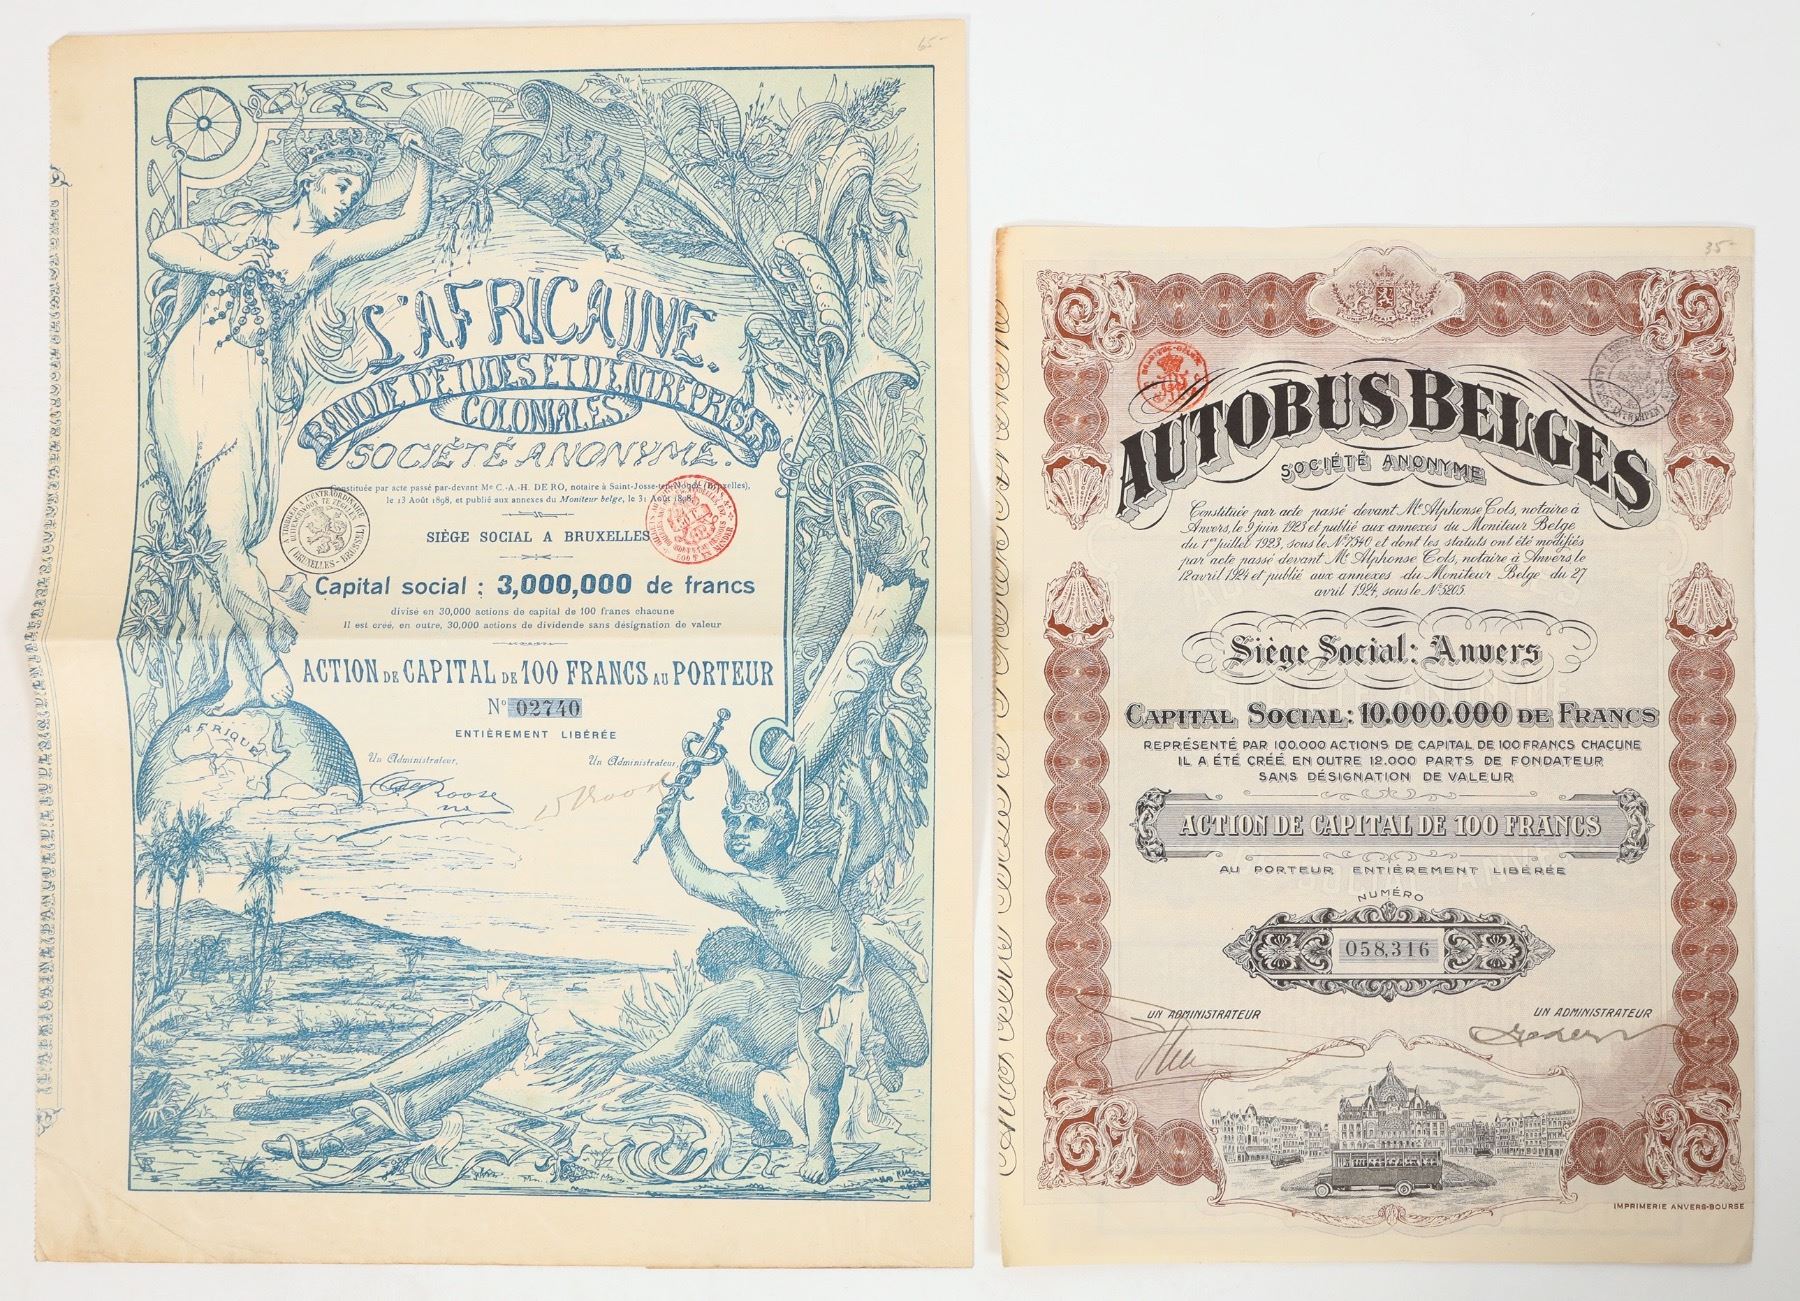 65-
L'AFRICAINE.
BANQUE D'ÉTUDES ET D'ENTREPRISES
COLONIALES.
SOCIÉTÉ ANONYME.
Constituée par acte passé par-devant Me C.-A.-H. DE RO, notaire à Saint-Josse-ten-Noode (Bruxelles),
le 13 Août 1898, et publié aux annexes du Moniteur belge, le 31 Août 1898.
SIÈGE SOCIAL A BRUXELLES
Capital social : 3,000,000 de francs
divisé en 30,000 actions de capital de 100 francs chacune
Il est créé, en outre, 30,000 actions de dividende sans désignation de valeur
ACTION DE CAPITAL DE 100 FRANCS AU PORTEUR
No 02740
ENTIÈREMENT LIBÉRÉE
Un Administrateur,
Un Administrateur,
AFRIQUE
35-
AUTOBUS BELGES
SOCIÉTÉ ANONYME
Constituée par acte passé devant Me Alphonse Cols, notaire à
Anvers, le 9 juin 1923 et publié aux annexes du Moniteur Belge
du 1er juillet 1923, sous le No 7940 et dont les statuts ont été modifiés
par acte passé devant Me Alphonse Cols, notaire à Anvers, le
12 avril 1924 et publié aux annexes du Moniteur Belge du 27
avril 1924, sous le No 5205.
Siège Social: Anvers
CAPITAL SOCIAL: 10.000.000 DE FRANCS
REPRÉSENTÉ PAR 100.000 ACTIONS DE CAPITAL DE 100 FRANCS CHACUNE
IL A ÉTÉ CRÉÉ EN OUTRE 12.000 PARTS DE FONDATEUR
SANS DÉSIGNATION DE VALEUR
ACTION DE CAPITAL DE 100 FRANCS
AU PORTEUR, ENTIÈREMENT LIBÉRÉE
NUMÉRO
058,316
UN ADMINISTRATEUR
UN ADMINISTRATEUR
IMPRIMERIE ANVERS-BOURSE